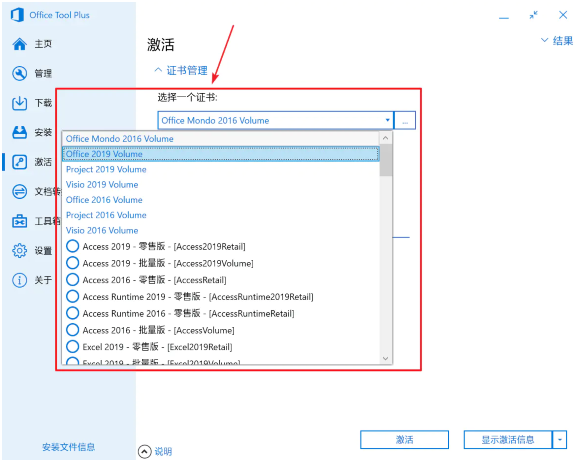 Office Tool Plus
主页
管理
下载
安装
激活
文档转
工具箱
设置
关于
安装文件信息
激活
结果
证书管理
选择一个证书:
Office Mondo 2016 Volume
...
Office Mondo 2016 Volume
Office 2019 Volume
Project 2019 Volume
Visio 2019 Volume
Office 2016 Volume
Project 2016 Volume
Visio 2016 Volume
Access 2019 - 零售版 - [Access2019Retail]
Access 2019 - 批量版 - [Access2019Volume]
Access 2016 - 零售版 - [AccessRetail]
Access Runtime 2019 - 零售版 - [AccessRuntime2019Retail]
Access Runtime 2016 - 零售版 - [AccessRuntimeRetail]
Access 2016 - 批量版 - [AccessVolume]
Excel 2019 - 零售版 - [Excel2019Retail]
Excel 2019 - 批量版 - [Excel2019Volume]
激活
显示激活信息
说明